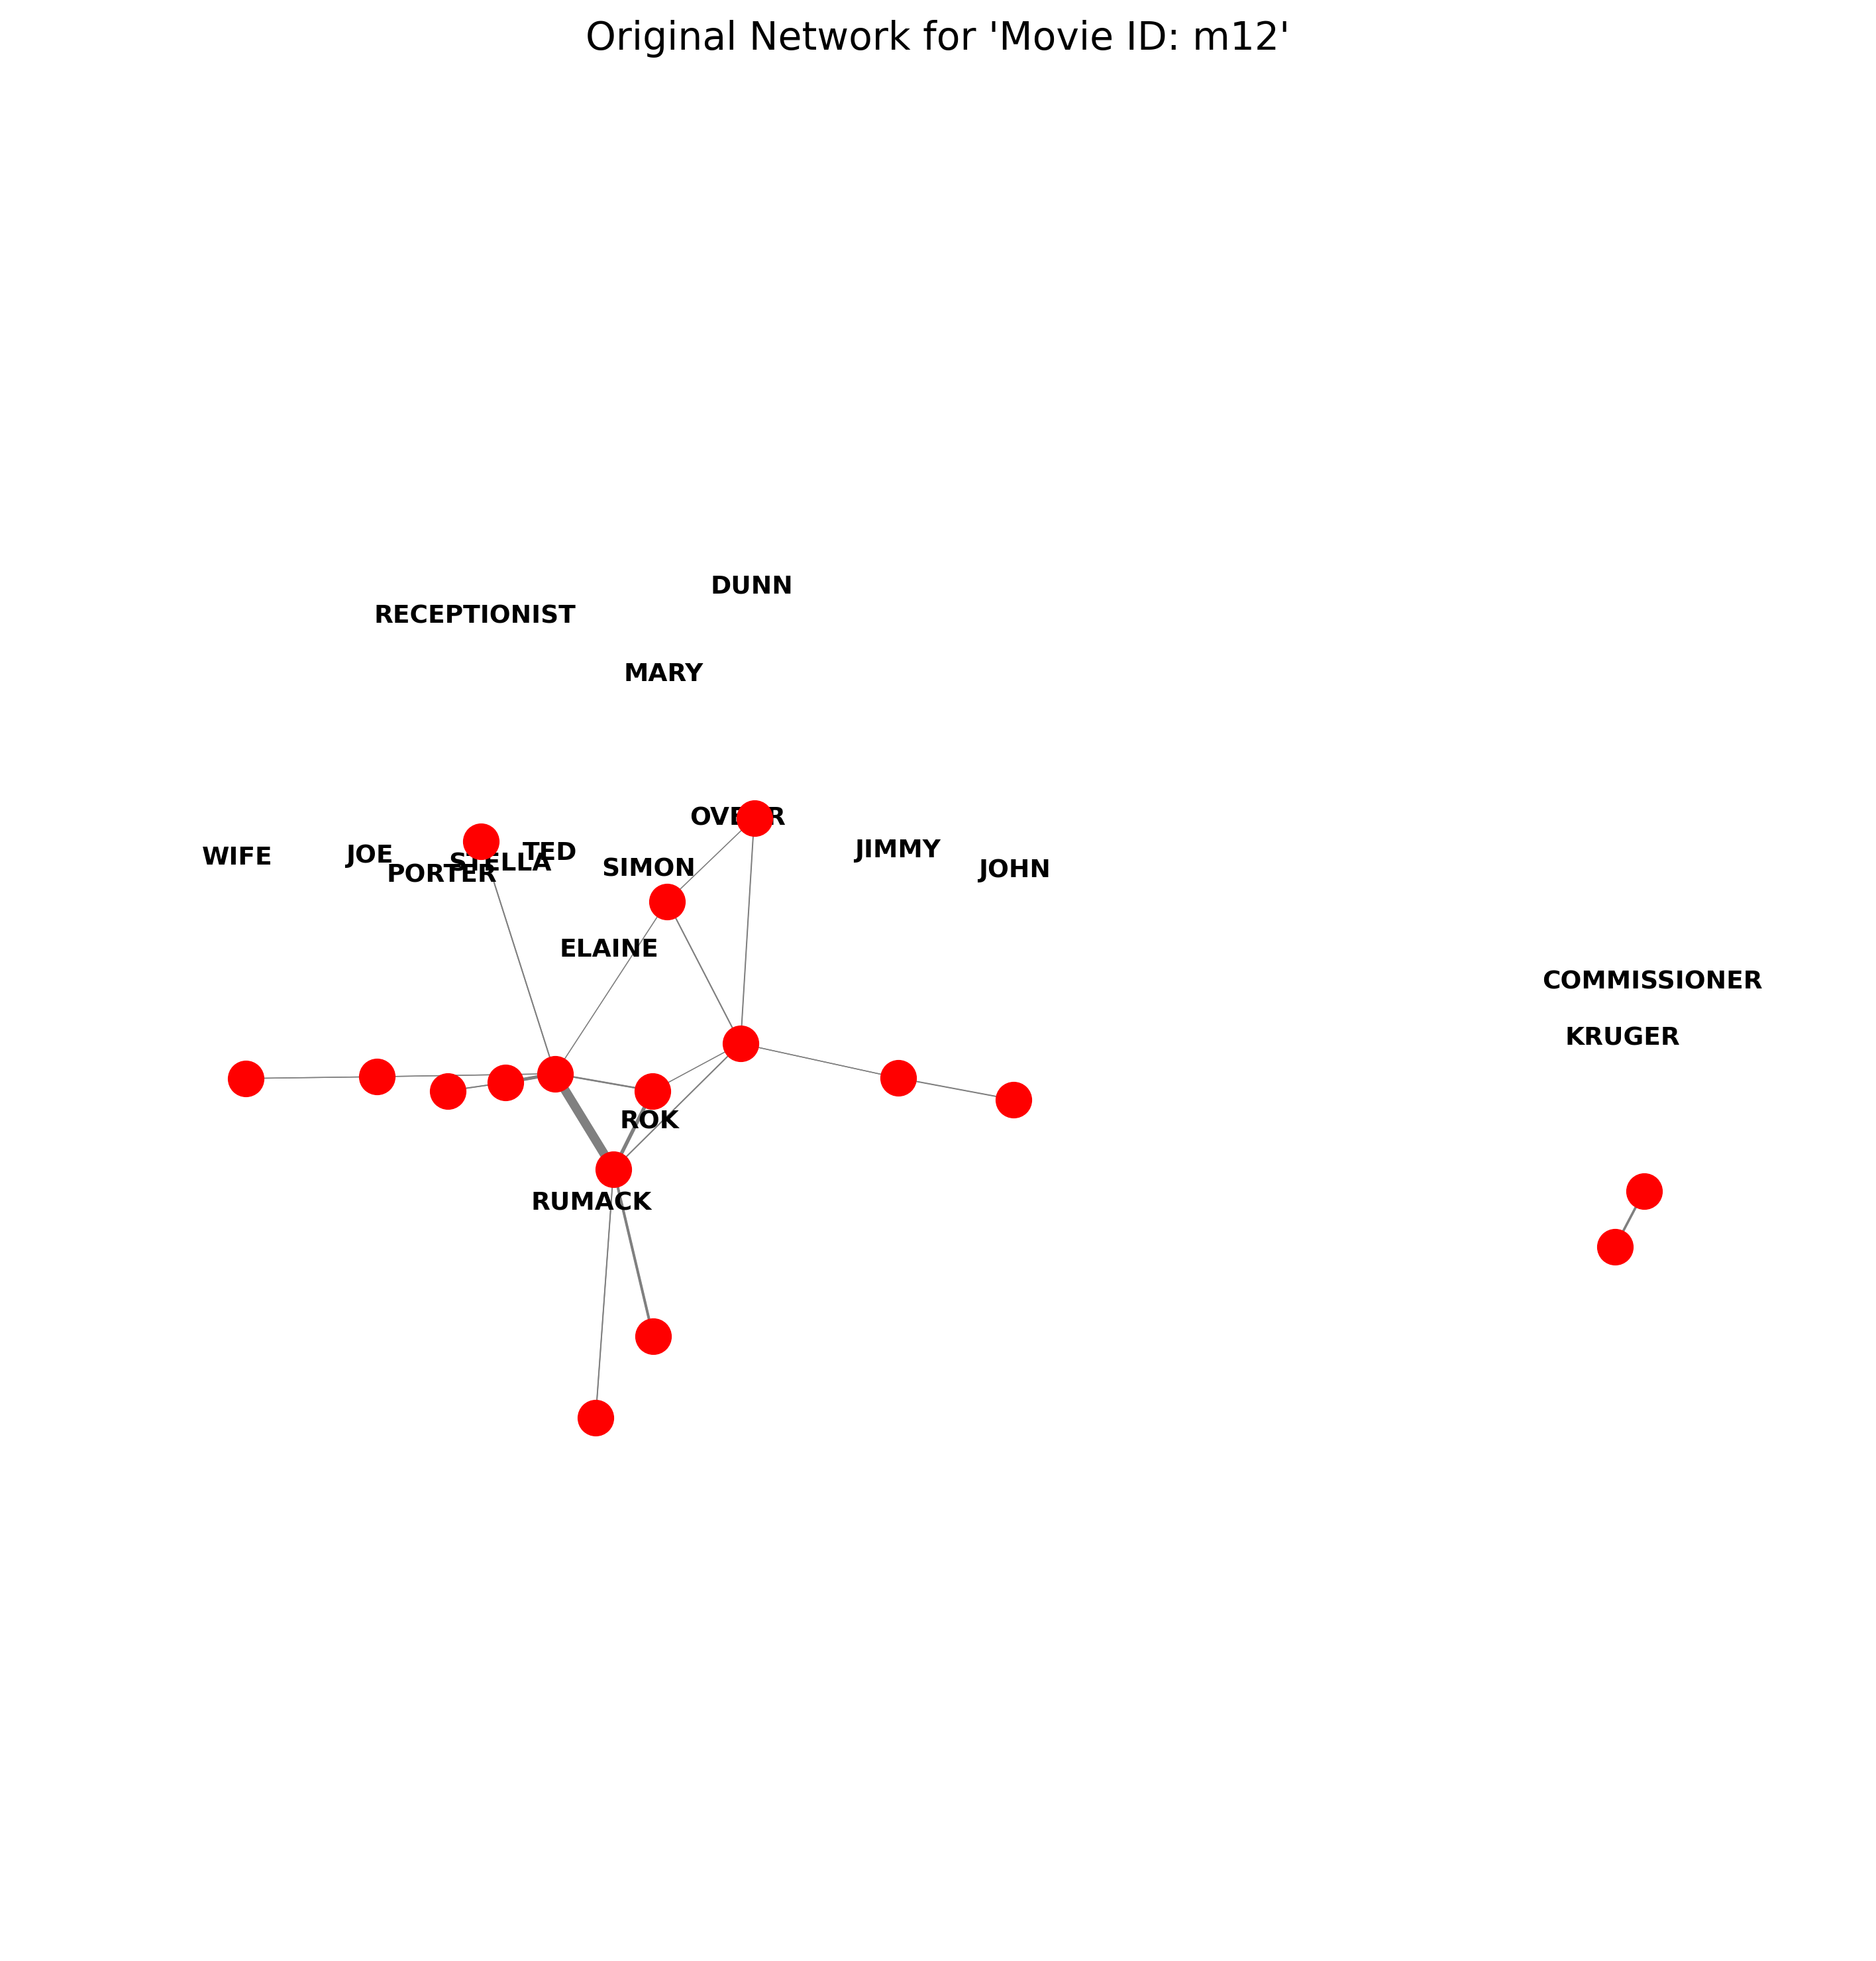 Original Network for 'Movie ID: m12'
DUNN
RECEPTIONIST
MARY
JIMMY
TED
JOE
WIFE
STELLA
SIMON
JOHN
PORTER
ELAINE
COMMISSIONER
KRUGER
ROK
RUMACK